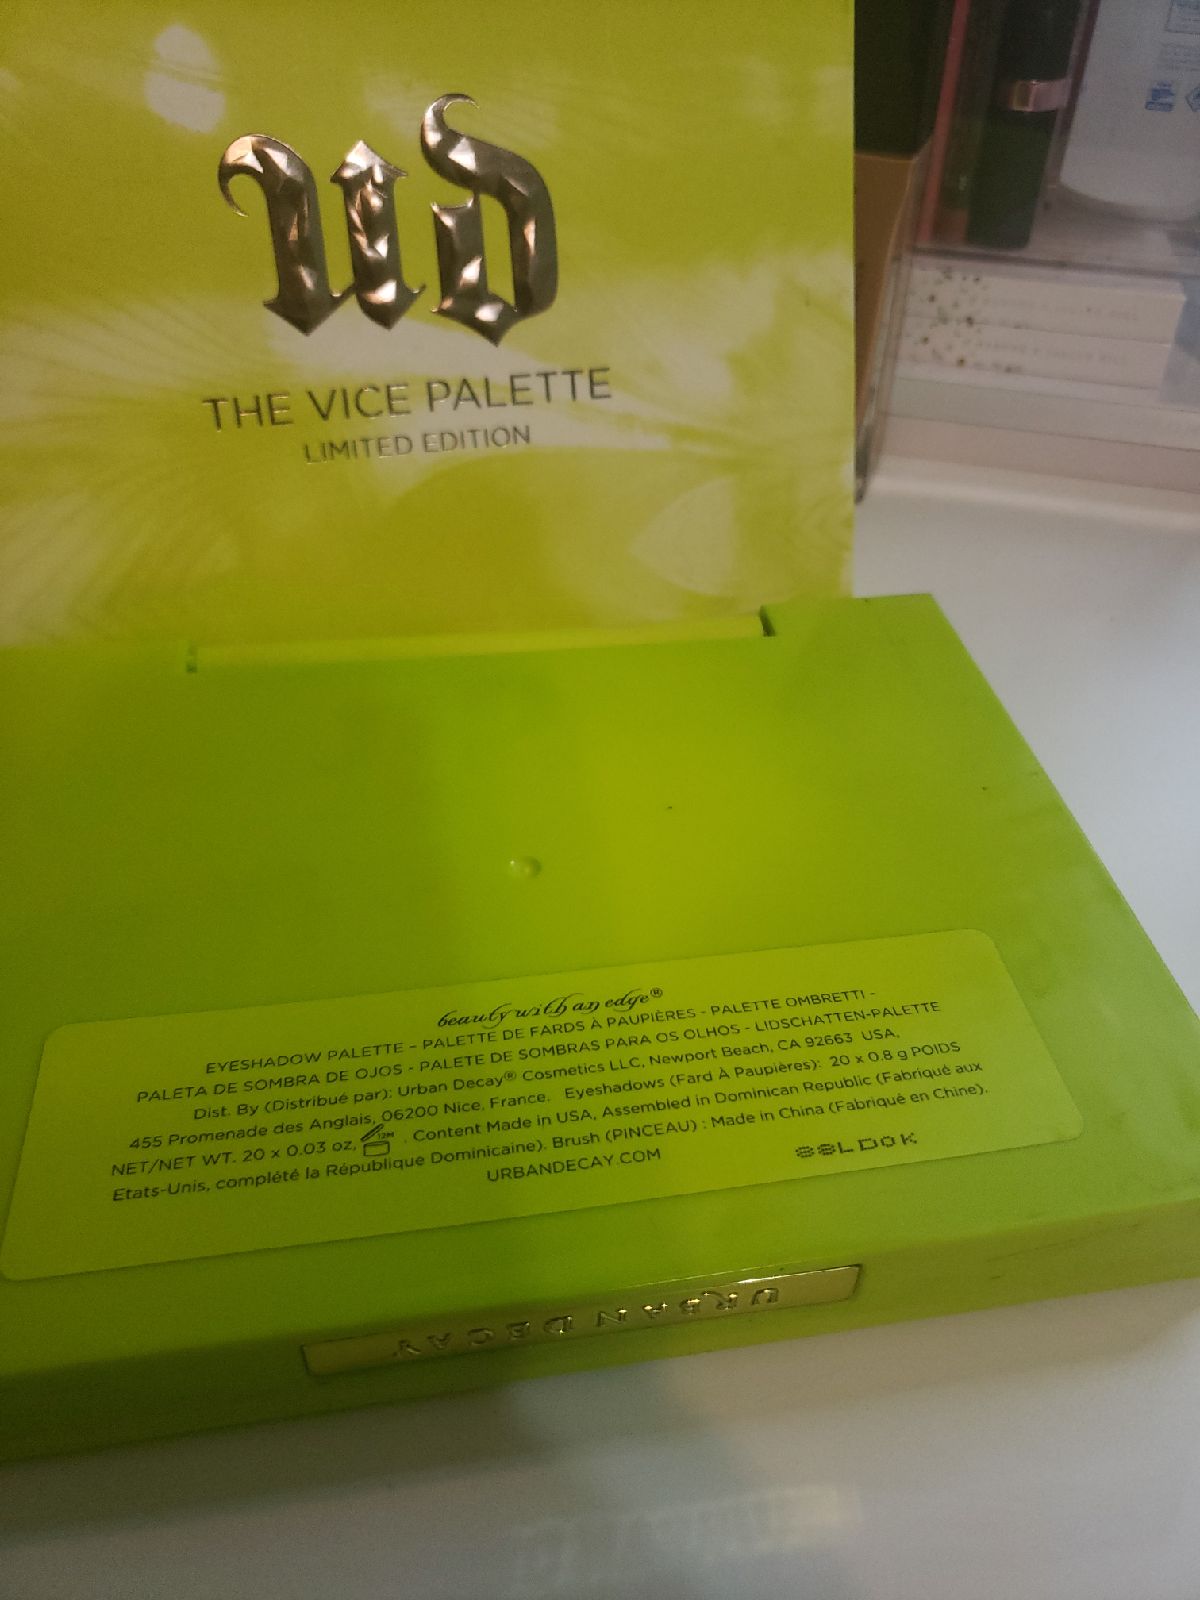 UD
THE VICE PALETTE
LIMITED EDITION
beauty with an edge®
EYESHADOW PALETTE – PALETTE DE FARDS À PAUPIÈRES - PALETTE OMBRETTI -
PALETA DE SOMBRA DE OJOS - PALETE DE SOMBRAS PARA OS OLHOS - LIDSCHATTEN-PALETTE
Dist. By (Distribué par): Urban Decay® Cosmetics LLC, Newport Beach, CA 92663 USA,
455 Promenade des Anglais, 06200 Nice, France. Eyeshadows (Fard À Paupières): 20 x 0.8 g POIDS
NET/NET WT. 20 x 0.03 oz, 12M . Content Made in USA, Assembled in Dominican Republic (Fabriqué aux
Etats-Unis, complété la République Dominicaine). Brush (PINCEAU) : Made in China (Fabriqué en Chine).
URBANDECAY.COM
URBAN DECAY